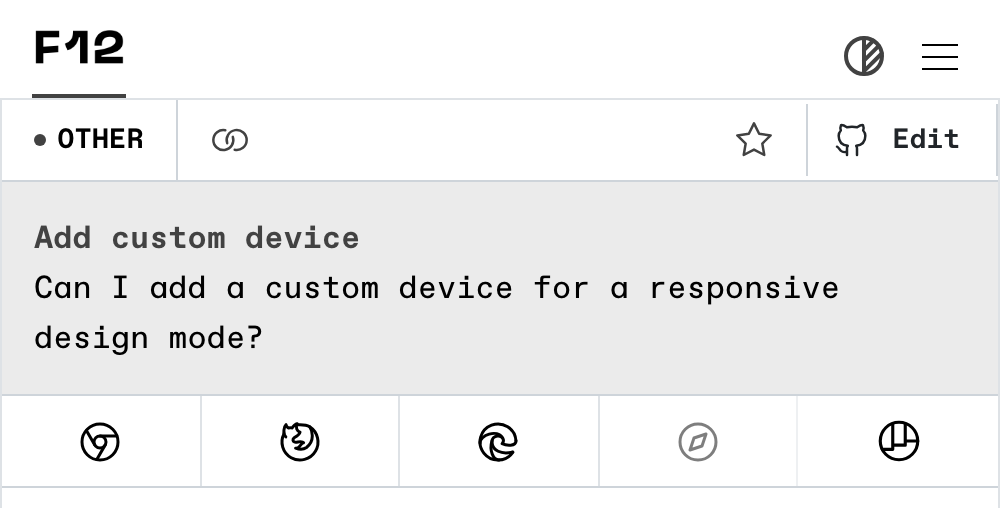 F12
OTHER
Edit
Add custom device
Can I add a custom device for a responsive
design mode?